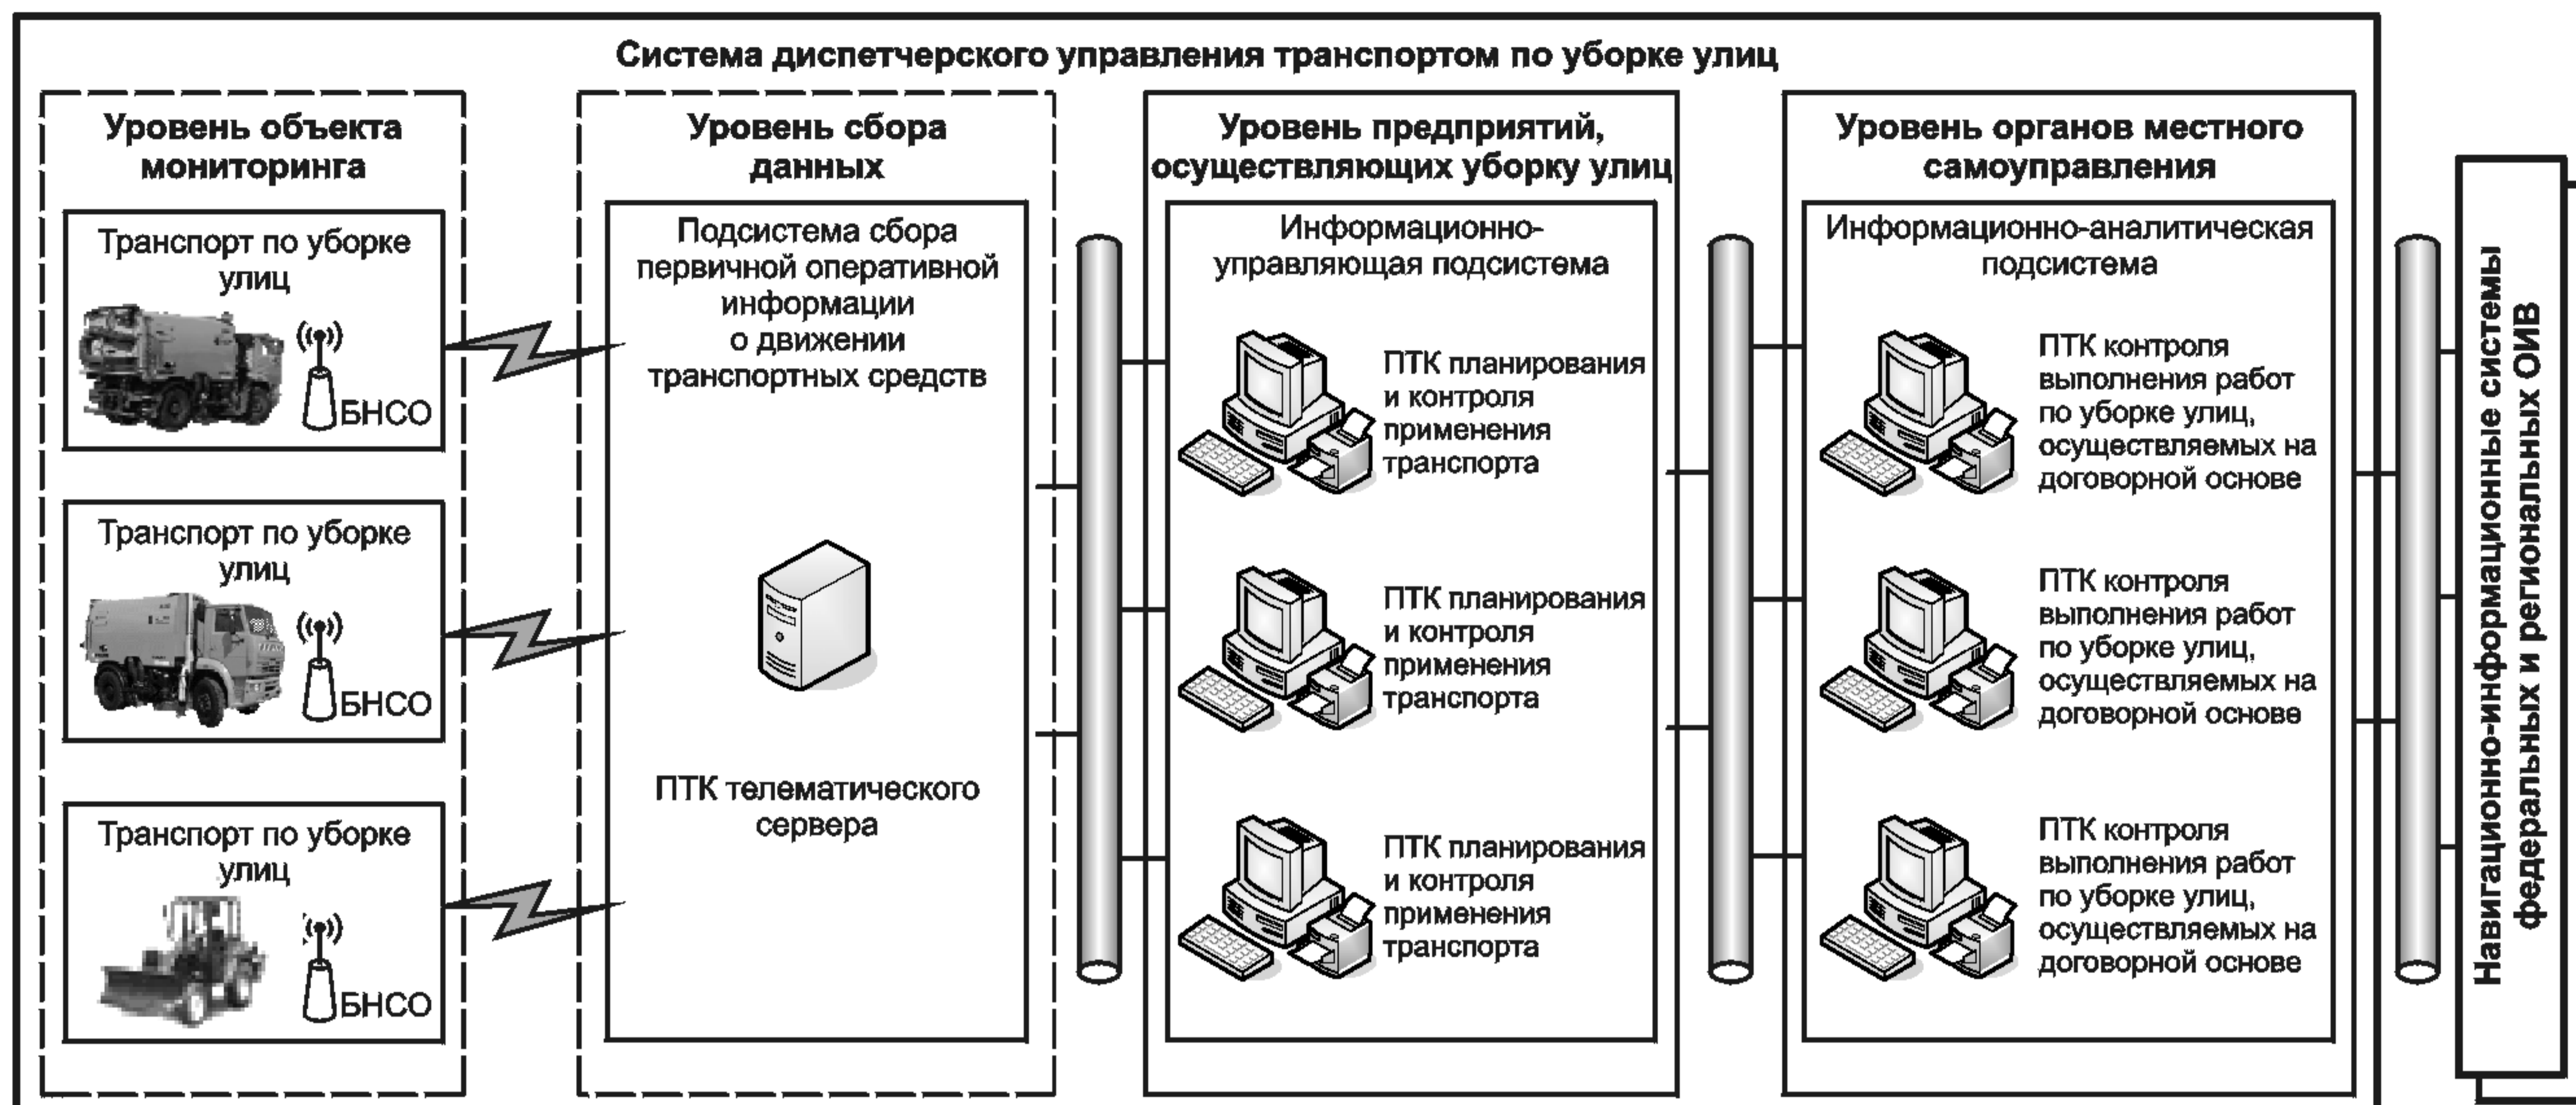 Система диспетчерского управления транспортом по уборке улиц
Уровень объекта
мониторинга
Транспорт по уборке
улиц
БНСО
Транспорт по уборке
улиц
БНСО
Транспорт по уборке
улиц
БНСО
Уровень сбора
данных
Подсистема сбора
первичной оперативной
информации
о движении
транспортных средств
ПТК телематического
сервера
Уровень предприятий,
осуществляющих уборку улиц
Информационно-
управляющая подсистема
ПТК планирования
и контроля
применения
транспорта
ПТК планирования
и контроля
применения
транспорта
ПТК планирования
и контроля
применения
транспорта
Уровень органов местного
самоуправления
Информационно-аналитическая
подсистема
ПТК контроля
выполнения работ
по уборке улиц,
осуществляемых на
договорной основе
ПТК контроля
выполнения работ
по уборке улиц,
осуществляемых на
договорной основе
ПТК контроля
выполнения работ
по уборке улиц,
осуществляемых на
договорной основе
Навигационно-информационные системы
федеральных и региональных ОИВ